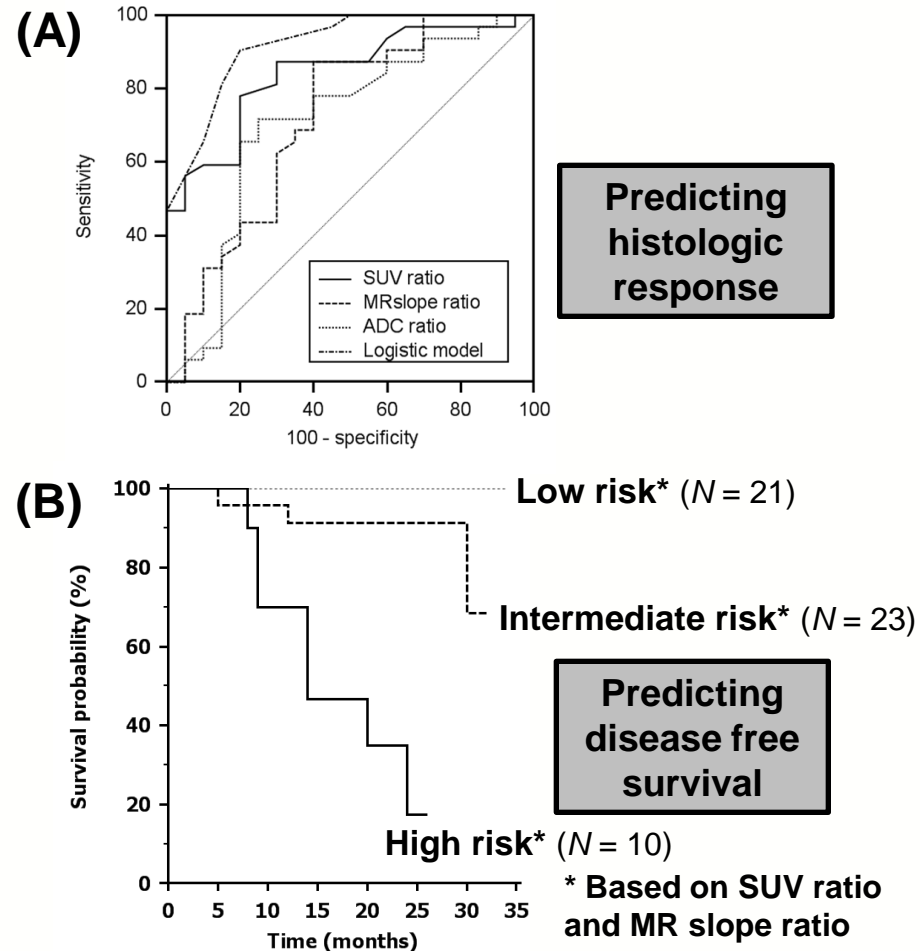 (A)
100
80
60
40
20
0
Sensitivity
SUV ratio
MRslope ratio
ADC ratio
Logistic model
0 20 40 60 80 100
100 - specificity
Predicting
histologic
response
(B)
100
80
60
40
20
0
Survival probability (%)
Low risk* (N = 21)
Intermediate risk* (N = 23)
Predicting
disease free
survival
High risk* (N = 10)
* Based on SUV ratio
and MR slope ratio
0 5 10 15 20 25 30 35
Time (months)